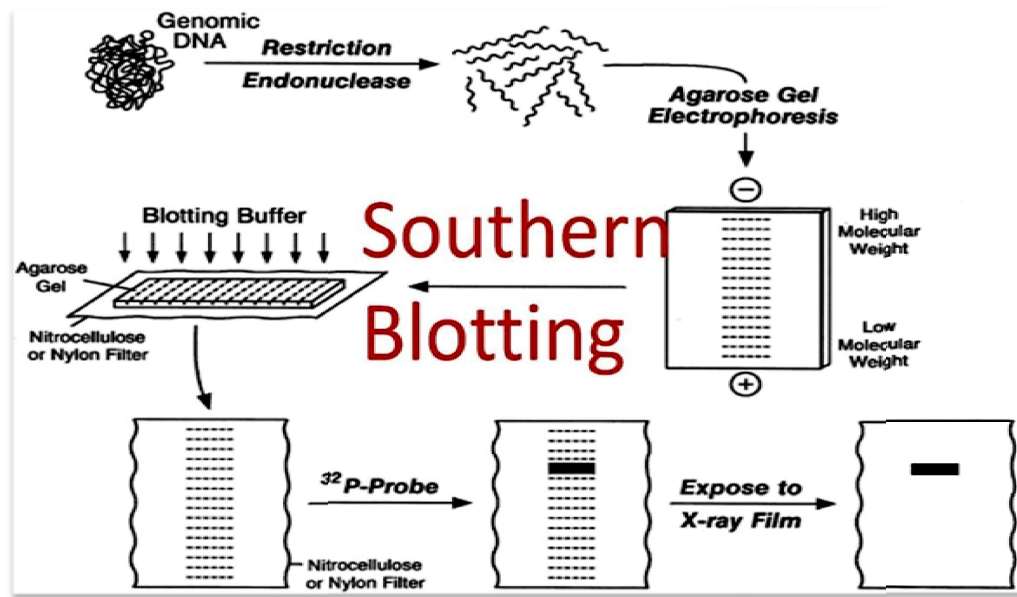 Genomic
DNA
Restriction
Endonuclease
Agarose Gel
Electrophoresis
−
High
Molecular
Weight
Low
Molecular
Weight
+
Southern
Blotting
Blotting Buffer
Agarose
Gel
Nitrocellulose
or Nylon Filter
³²P-Probe
Nitrocellulose
or Nylon Filter
Expose to
X-ray Film